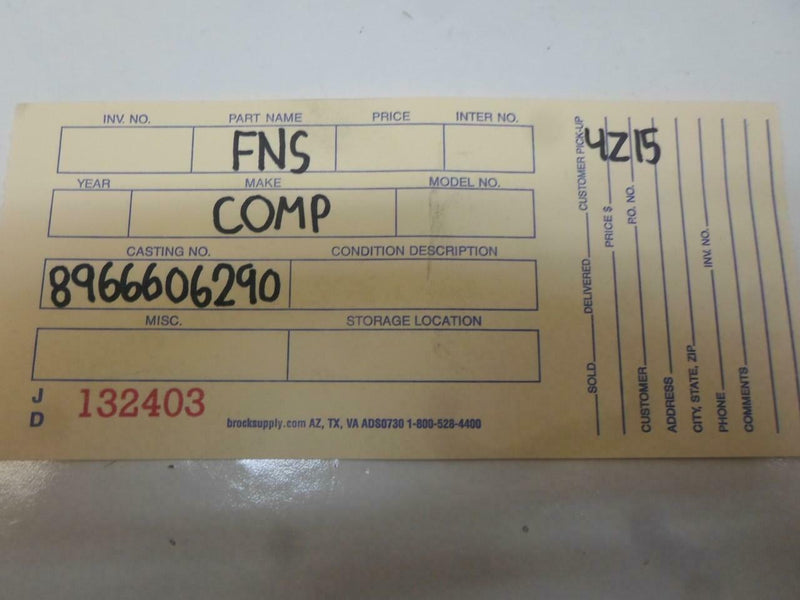 INV. NO. PART NAME PRICE INTER NO.
FNS
YEAR MAKE MODEL NO.
COMP
CASTING NO. CONDITION DESCRIPTION
8966606290
MISC. STORAGE LOCATION
J
D
132403
brocksupply.com AZ, TX, VA ADS0730 1-800-528-4400
4Z15
SOLD DELIVERED CUSTOMER PICK-UP
PRICE $
CUSTOMER P.O. NO.
ADDRESS
CITY, STATE, ZIP INV. NO.
PHONE
COMMENTS